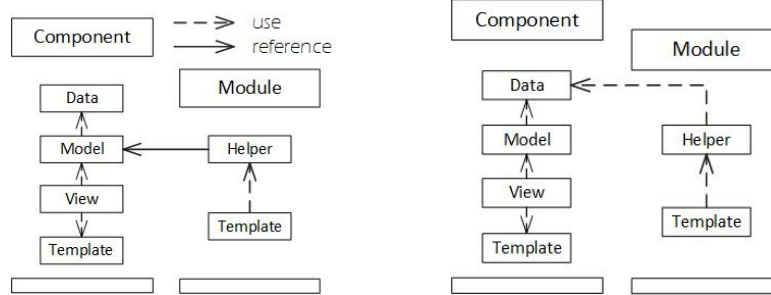 Component
use
reference
Module
Data
Model
Helper
View
Template
Template
Component
Module
Data
Model
Helper
View
Template
Template